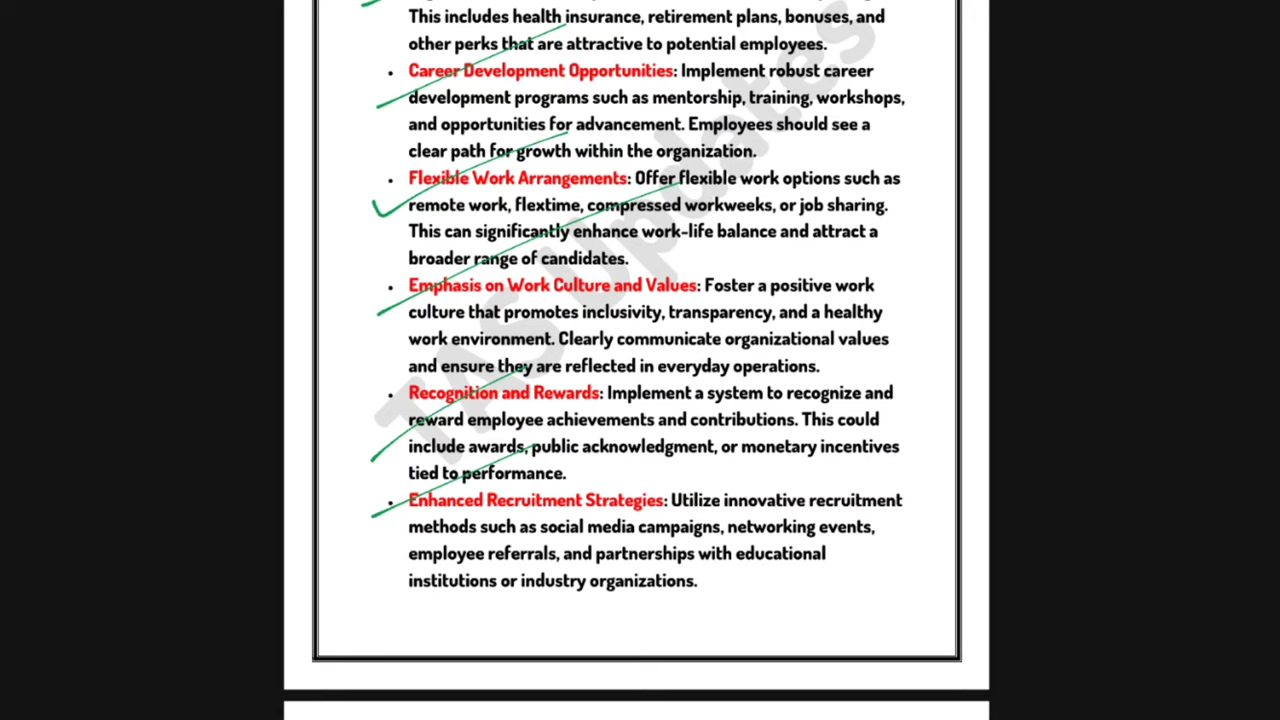 This includes health insurance, retirement plans, bonuses, and
other perks that are attractive to potential employees.
• Career Development Opportunities: Implement robust career
development programs such as mentorship, training, workshops,
and opportunities for advancement. Employees should see a
clear path for growth within the organization.
• Flexible Work Arrangements: Offer flexible work options such as
remote work, flextime, compressed workweeks, or job sharing.
This can significantly enhance work-life balance and attract a
broader range of candidates.
• Emphasis on Work Culture and Values: Foster a positive work
culture that promotes inclusivity, transparency, and a healthy
work environment. Clearly communicate organizational values
and ensure they are reflected in everyday operations.
• Recognition and Rewards: Implement a system to recognize and
reward employee achievements and contributions. This could
include awards, public acknowledgment, or monetary incentives
tied to performance.
• Enhanced Recruitment Strategies: Utilize innovative recruitment
methods such as social media campaigns, networking events,
employee referrals, and partnerships with educational
institutions or industry organizations.
TAS Updates